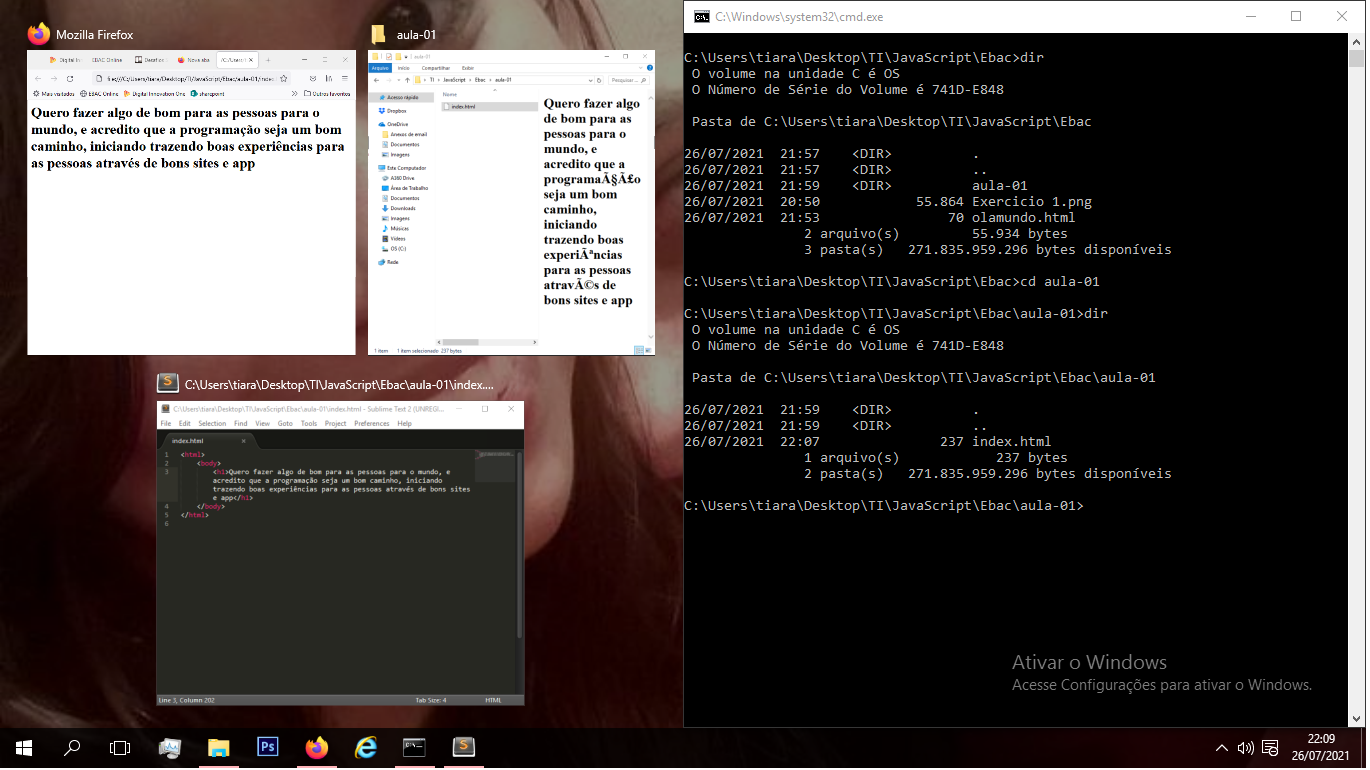 Mozilla Firefox
Digital In
EBAC Online
Desafios
Nova aba
file:///C:/Users/tiara/Desktop/TI/JavaScript/Ebac/aula-01/index.h
Mais visitados
EBAC Online
Digital Innovation One
sharepoint
Outros favoritos
Quero fazer algo de bom para as pessoas para o
mundo, e acredito que a programação seja um bom
caminho, iniciando trazendo boas experiências para
as pessoas através de bons sites e app
aula-01
aula-01
Arquivo
Início
Compartilhar
Exibir
TI
JavaScript
Ebac
aula-01
Pesquisar...
Acesso rápido
Dropbox
OneDrive
Anexos de email
Documentos
Imagens
Este Computador
A360 Drive
Área de Trabalho
Documentos
Downloads
Imagens
Músicas
Vídeos
OS (C:)
Rede
Nome
index.html
Quero fazer algo
de bom para as
pessoas para o
mundo, e
acredito que a
programaÃ§Ã£o
seja um bom
caminho,
iniciando
trazendo boas
experiÃªncias
para as pessoas
atravÃ©s de
bons sites e app
1 item
1 item selecionado 237 bytes
C:\Users\tiara\Desktop\TI\JavaScript\Ebac\aula-01\index....
C:\Users\tiara\Desktop\TI\JavaScript\Ebac\aula-01\index.html - Sublime Text 2 (UNREGI...
File Edit Selection Find View Goto Tools Project Preferences Help
index.html
1 <html>
2 <body>
3 <h1>Quero fazer algo de bom para as pessoas para o mundo, e
acredito que a programação seja um bom caminho, iniciando
trazendo boas experiências para as pessoas através de bons sites
e app</h1>
4 </body>
5 </html>
6
Line 3, Column 202
Tab Size: 4
HTML
C:\Windows\system32\cmd.exe
C:\Users\tiara\Desktop\TI\JavaScript\Ebac>dir
O volume na unidade C é OS
O Número de Série do Volume é 741D-E848
Pasta de C:\Users\tiara\Desktop\TI\JavaScript\Ebac
26/07/2021 21:57 <DIR> .
26/07/2021 21:57 <DIR> ..
26/07/2021 21:59 <DIR> aula-01
26/07/2021 20:50 55.864 Exercicio 1.png
26/07/2021 21:53 70 olamundo.html
2 arquivo(s) 55.934 bytes
3 pasta(s) 271.835.959.296 bytes disponíveis
C:\Users\tiara\Desktop\TI\JavaScript\Ebac>cd aula-01
C:\Users\tiara\Desktop\TI\JavaScript\Ebac\aula-01>dir
O volume na unidade C é OS
O Número de Série do Volume é 741D-E848
Pasta de C:\Users\tiara\Desktop\TI\JavaScript\Ebac\aula-01
26/07/2021 21:59 <DIR> .
26/07/2021 21:59 <DIR> ..
26/07/2021 22:07 237 index.html
1 arquivo(s) 237 bytes
2 pasta(s) 271.835.959.296 bytes disponíveis
C:\Users\tiara\Desktop\TI\JavaScript\Ebac\aula-01>
Ativar o Windows
Acesse Configurações para ativar o Windows.
Ps
22:09
26/07/2021